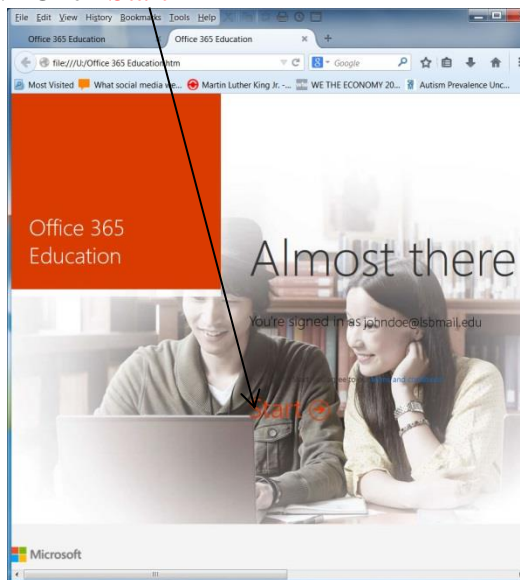 File Edit View History Bookmarks Tools Help
Office 365 Education
Office 365 Education × +
file:///U:/Office 365 Education.htm
Google
Most Visited What social media we... Martin Luther King Jr. -... WE THE ECONOMY 20... Autism Prevalence Unc...
Office 365
Education
Almost there
You're signed in as johndoe@lsbmail.edu
start
Microsoft